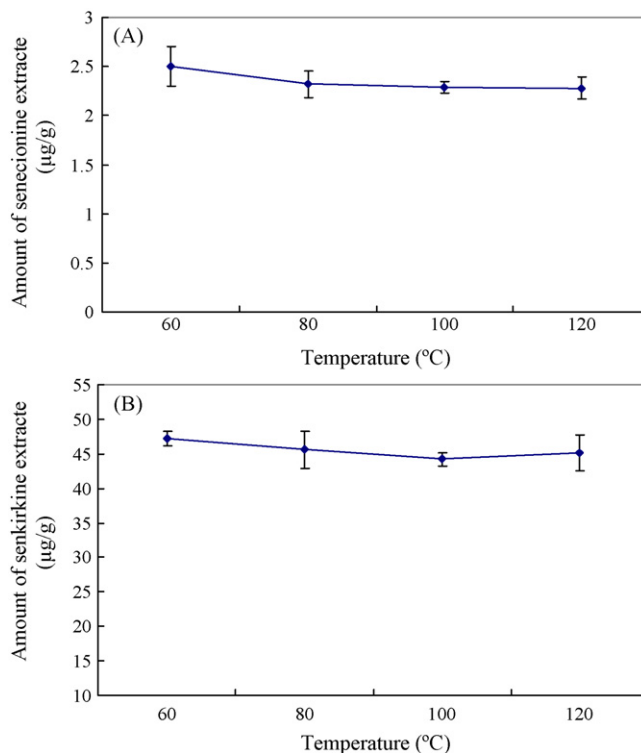 (A)
Amount of senecionine extracte
(μg/g)
3
2.5
2
1.5
1
0.5
0
60 80 100 120
Temperature (ºC)
(B)
Amount of senkirkine extracte
(μg/g)
55
50
45
40
35
30
25
20
15
10
60 80 100 120
Temperature (ºC)